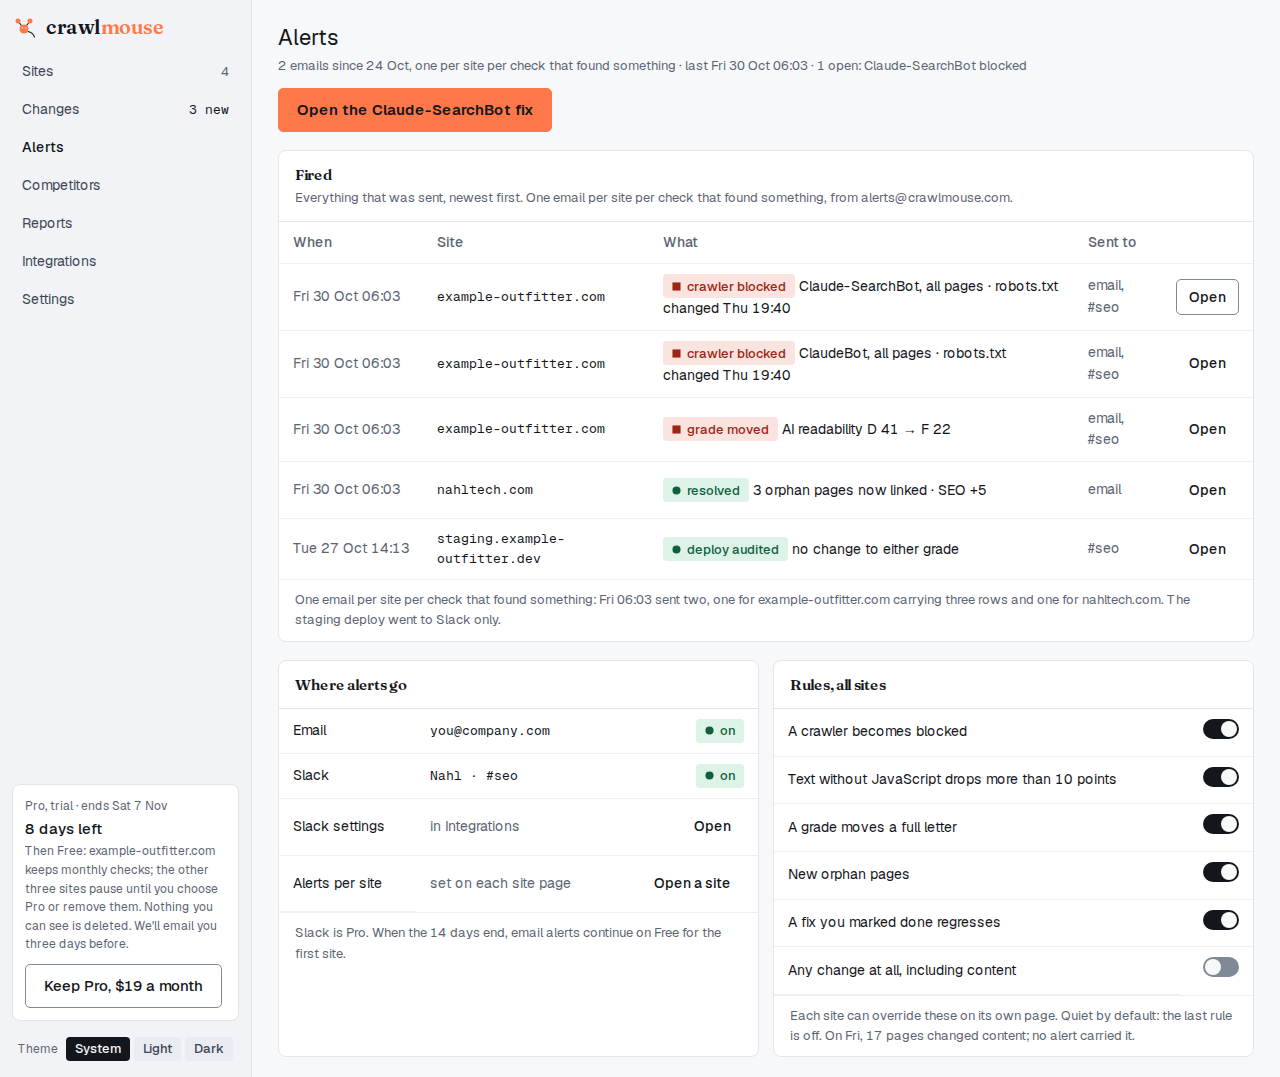 crawlmouse
Sites 4
Changes 3 new
Alerts
Competitors
Reports
Integrations
Settings
Pro, trial · ends Sat 7 Nov
8 days left
Then Free: example-outfitter.com
keeps monthly checks; the other
three sites pause until you choose
Pro or remove them. Nothing you
can see is deleted. We'll email you
three days before.
Keep Pro, $19 a month
Theme System Light Dark
Alerts
2 emails since 24 Oct, one per site per check that found something · last Fri 30 Oct 06:03 · 1 open: Claude-SearchBot blocked
Open the Claude-SearchBot fix
Fired
Everything that was sent, newest first. One email per site per check that found something, from alerts@crawlmouse.com.
When Site What Sent to
Fri 30 Oct 06:03 example-outfitter.com crawler blocked Claude-SearchBot, all pages · robots.txt changed Thu 19:40 email, #seo Open
Fri 30 Oct 06:03 example-outfitter.com crawler blocked ClaudeBot, all pages · robots.txt changed Thu 19:40 email, #seo Open
Fri 30 Oct 06:03 example-outfitter.com grade moved AI readability D 41 → F 22 email, #seo Open
Fri 30 Oct 06:03 nahltech.com resolved 3 orphan pages now linked · SEO +5 email Open
Tue 27 Oct 14:13 staging.example-outfitter.dev deploy audited no change to either grade #seo Open
One email per site per check that found something: Fri 06:03 sent two, one for example-outfitter.com carrying three rows and one for nahltech.com. The
staging deploy went to Slack only.
Where alerts go
Email you@company.com on
Slack Nahl · #seo on
Slack settings in Integrations Open
Alerts per site set on each site page Open a site
Slack is Pro. When the 14 days end, email alerts continue on Free for the
first site.
Rules, all sites
A crawler becomes blocked
Text without JavaScript drops more than 10 points
A grade moves a full letter
New orphan pages
A fix you marked done regresses
Any change at all, including content
Each site can override these on its own page. Quiet by default: the last rule
is off. On Fri, 17 pages changed content; no alert carried it.